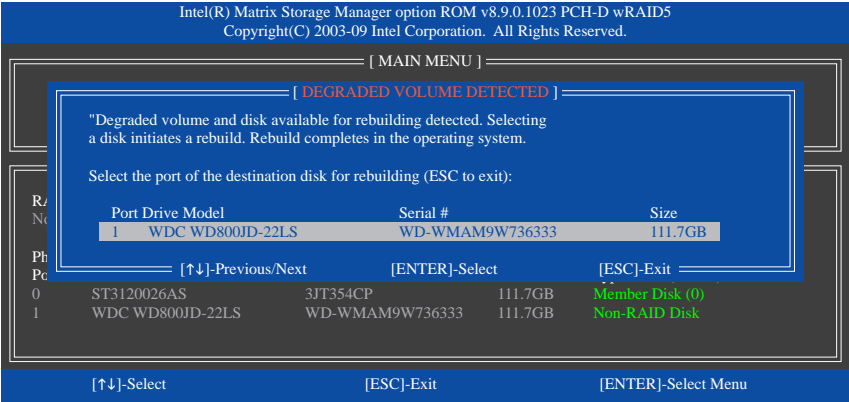 Intel(R) Matrix Storage Manager option ROM v8.9.0.1023 PCH-D wRAID5
Copyright(C) 2003-09 Intel Corporation. All Rights Reserved.
[ MAIN MENU ]
[ DEGRADED VOLUME DETECTED ]
"Degraded volume and disk available for rebuilding detected. Selecting
a disk initiates a rebuild. Rebuild completes in the operating system.
Select the port of the destination disk for rebuilding (ESC to exit):
Port Drive Model Serial # Size
1 WDC WD800JD-22LS WD-WMAM9W736333 111.7GB
[↑↓]-Previous/Next [ENTER]-Select [ESC]-Exit
0 ST3120026AS 3JT354CP 111.7GB Member Disk (0)
1 WDC WD800JD-22LS WD-WMAM9W736333 111.7GB Non-RAID Disk
[↑↓]-Select [ESC]-Exit [ENTER]-Select Menu